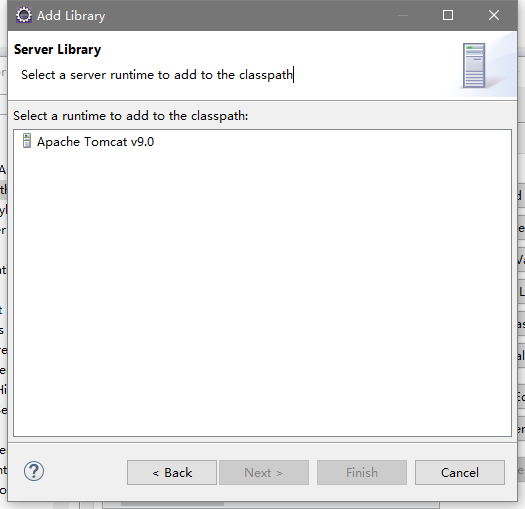 Add Library
Server Library
Select a server runtime to add to the classpath
Select a runtime to add to the classpath:
Apache Tomcat v9.0
?
< Back
Next >
Finish
Cancel